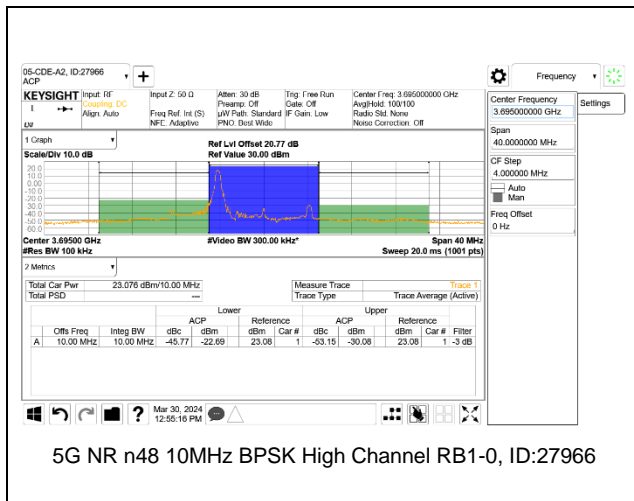 05-CDE-A2, ID:27966
ACP
Frequency
KEYSIGHT Input: RF Input Z: 50 Ω Atten: 30 dB Trig: Free Run Center Freq: 3.695000000 GHz
Coupling: DC Preamp: Off Gate: Off Avg|Hold: 100/100
Align: Auto Freq Ref: Int (S) µW Path: Standard IF Gain: Low Radio Std: None
NFE: Adaptive PNO: Best Wide Noise Correction: Off
Center Frequency
3.695000000 GHz
Settings
Span
40.0000000 MHz
CF Step
4.000000 MHz
Auto
Man
Freq Offset
0 Hz
1 Graph
Ref Lvl Offset 20.77 dB
Scale/Div 10.0 dB Ref Value 30.00 dBm
20.0
10.0
0.00
-10.0
-20.0
-30.0
-40.0
-50.0
-60.0
Center 3.69500 GHz #Video BW 300.00 kHz* Span 40 MHz
#Res BW 100 kHz Sweep 20.0 ms (1001 pts)
2 Metrics
Total Car Pwr 23.076 dBm/10.00 MHz Measure Trace Trace 1
Total PSD --- Trace Type Trace Average (Active)
Lower Upper
ACP Reference ACP Reference
Offs Freq Integ BW dBc dBm dBm Car # dBc dBm dBm Car # Filter
A 10.00 MHz 10.00 MHz -45.77 -22.69 23.08 1 -53.15 -30.08 23.08 1 -3 dB
Mar 30, 2024
12:55:16 PM
5G NR n48 10MHz BPSK High Channel RB1-0, ID:27966